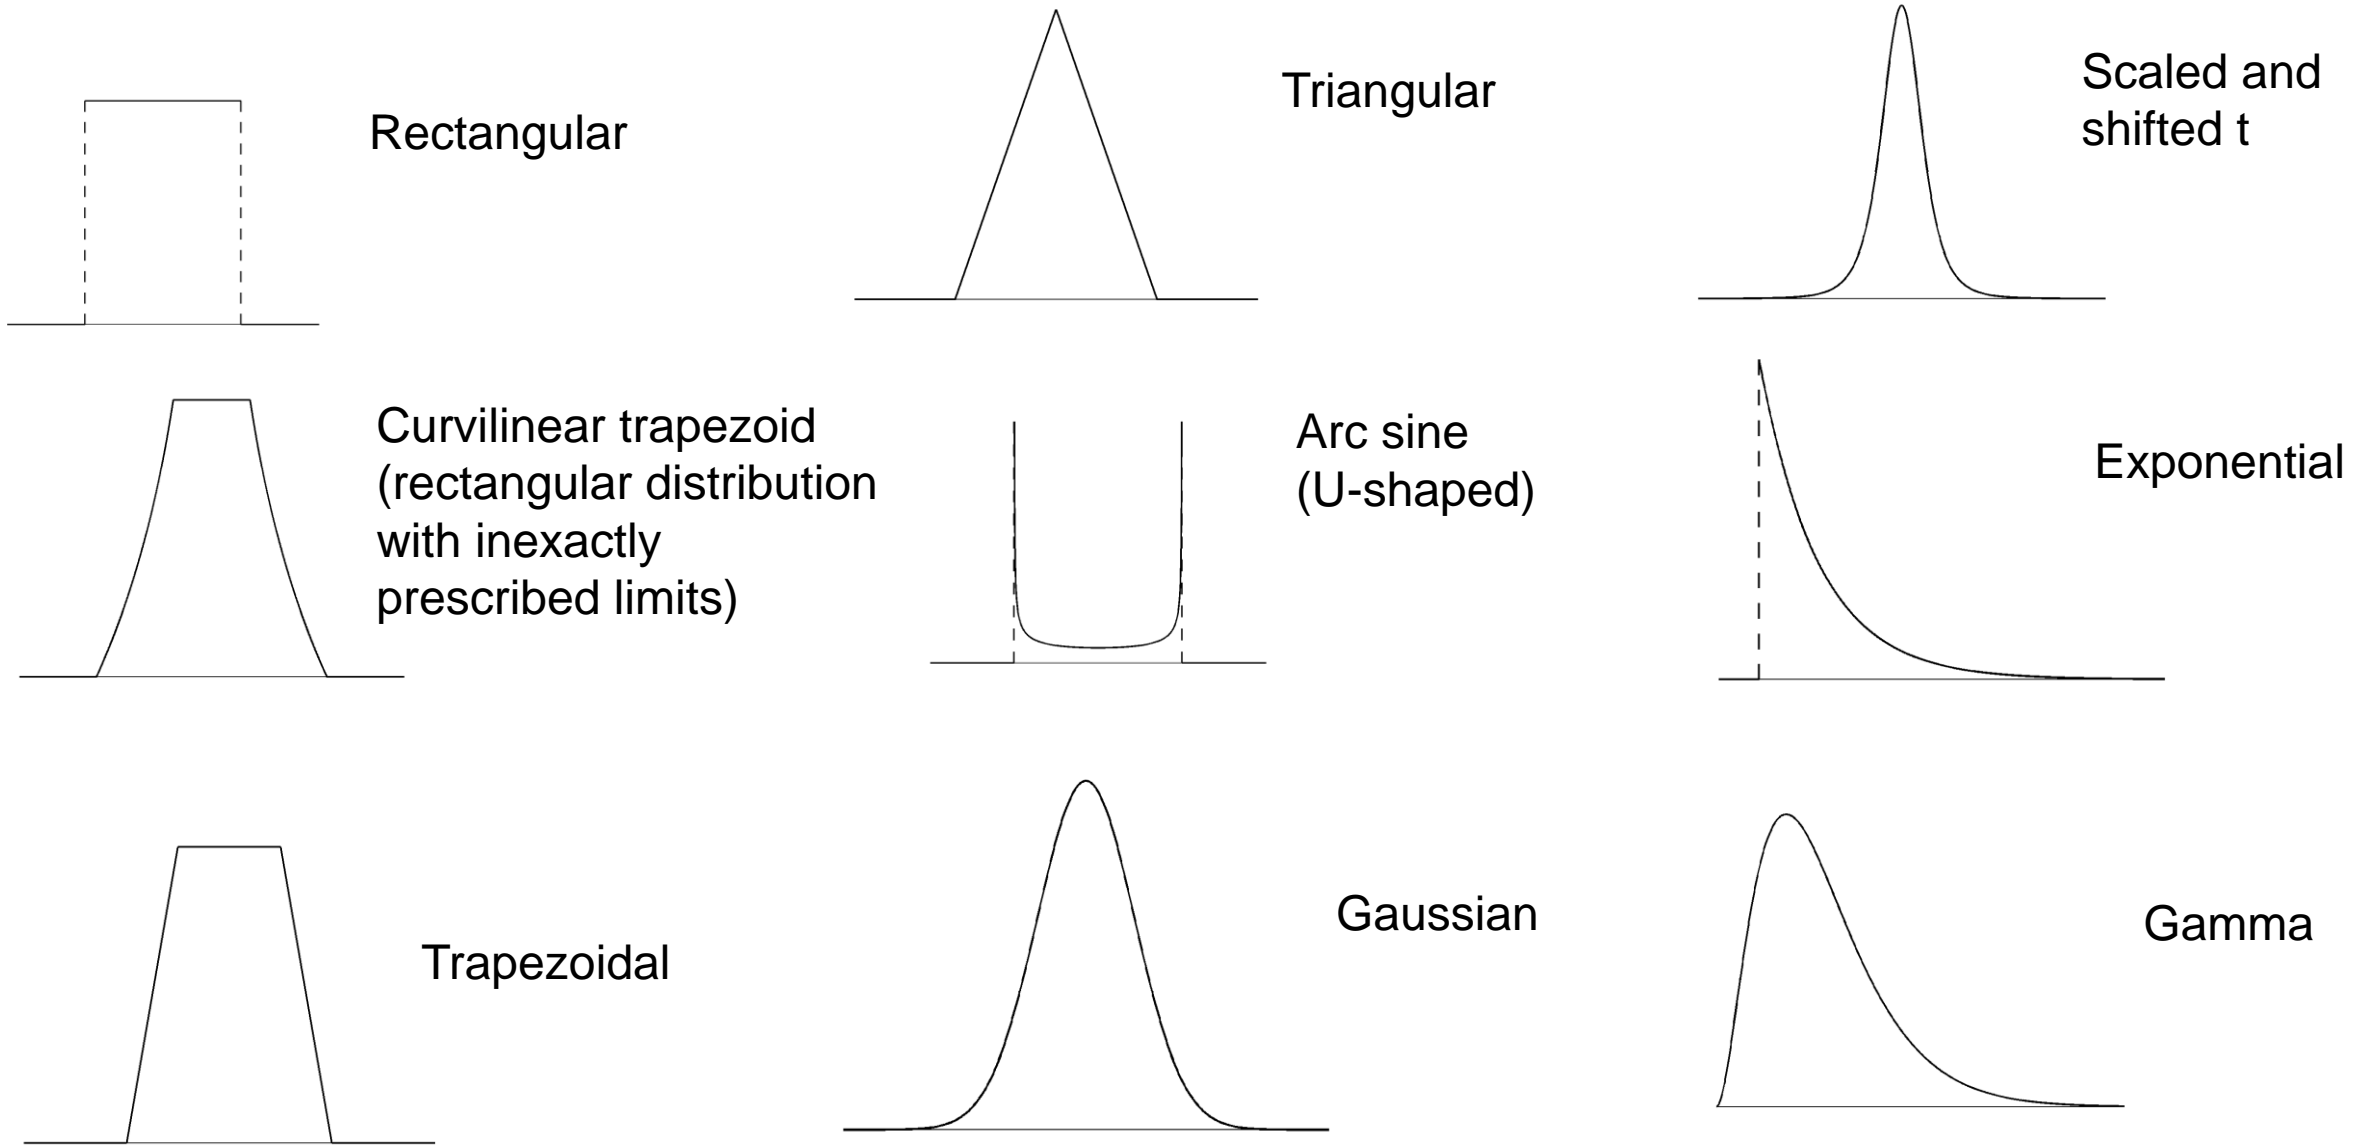 Rectangular
Triangular
Scaled and
shifted t
Curvilinear trapezoid
(rectangular distribution
with inexactly
prescribed limits)
Arc sine
(U-shaped)
Exponential
Trapezoidal
Gaussian
Gamma